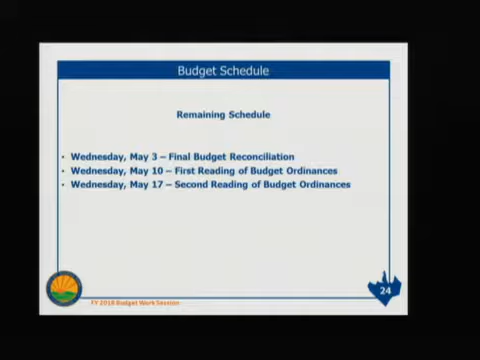 Budget Schedule
Remaining Schedule
• Wednesday, May 3 – Final Budget Reconciliation
• Wednesday, May 10 – First Reading of Budget Ordinances
• Wednesday, May 17 – Second Reading of Budget Ordinances
FY 2018 Budget Work Session
24